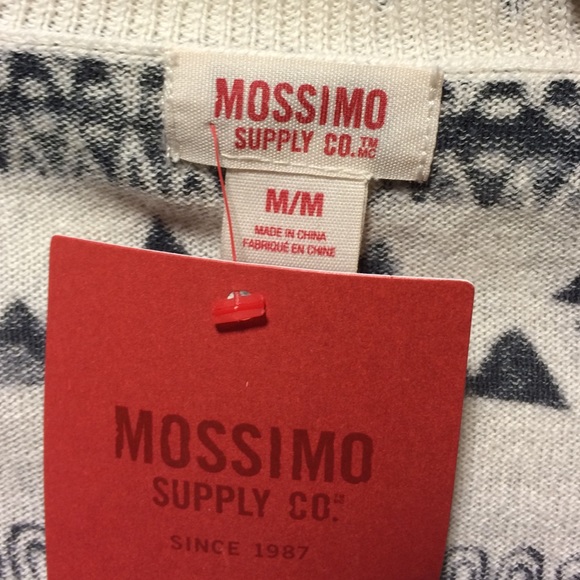 MOSSIMO
SUPPLY CO.™ MC
M/M
MADE IN CHINA
FABRIQUÉ EN CHINE
MOSSIMO
SUPPLY CO.
SINCE 1987